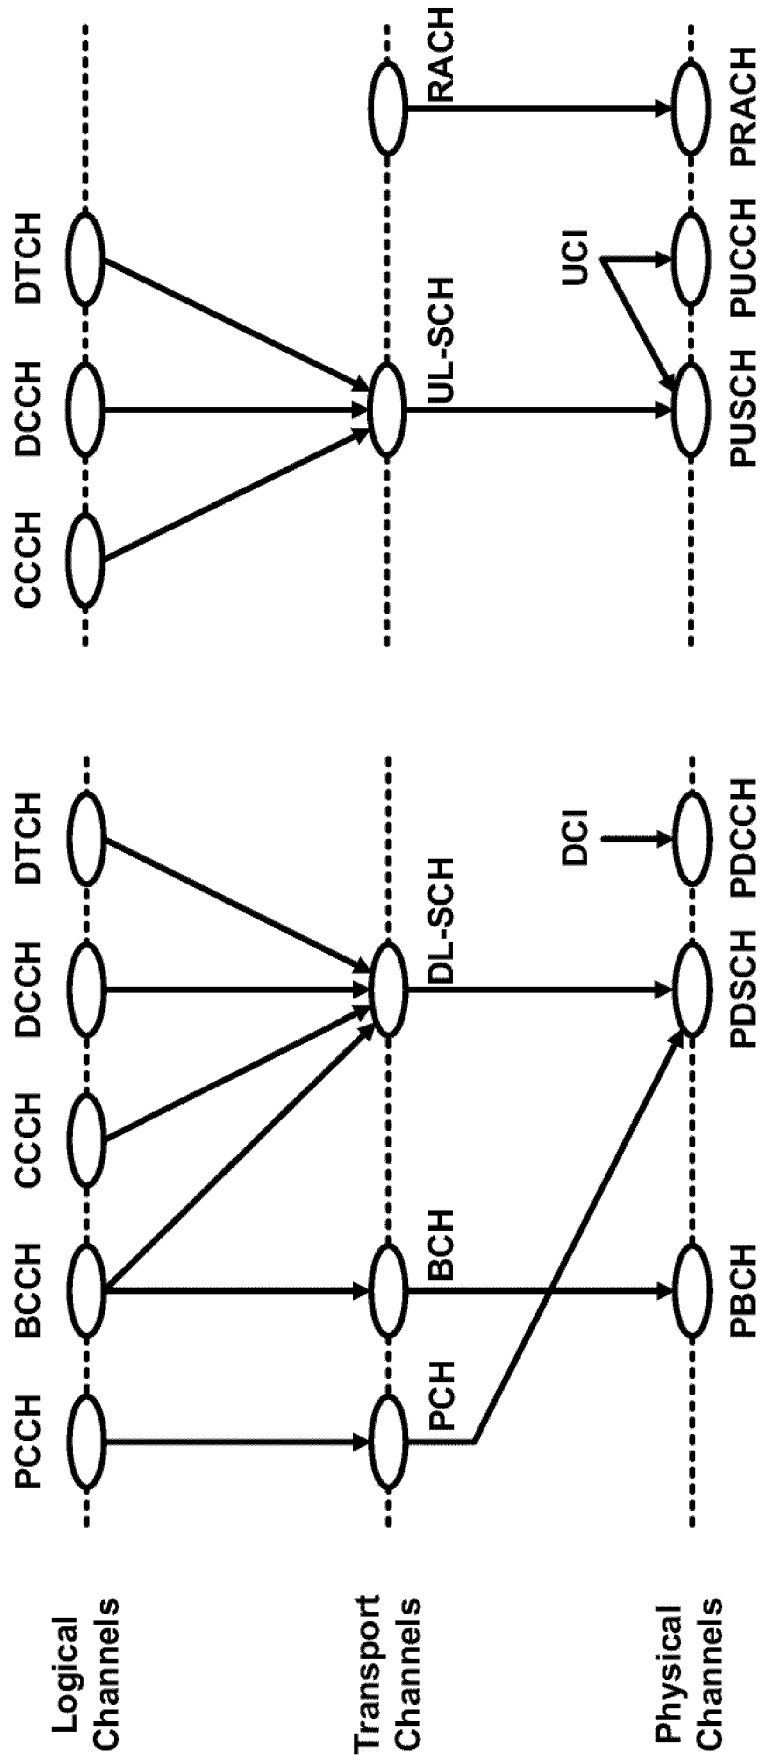 Logical
Channels
PCCH
BCCH
CCCH
DCCH
DTCH
CCCH
DCCH
DTCH
Transport
Channels
PCH
BCH
DL-SCH
UL-SCH
RACH
DCI
UCI
Physical
Channels
PBCH
PDSCH
PDCCH
PUSCH
PUCCH
PRACH